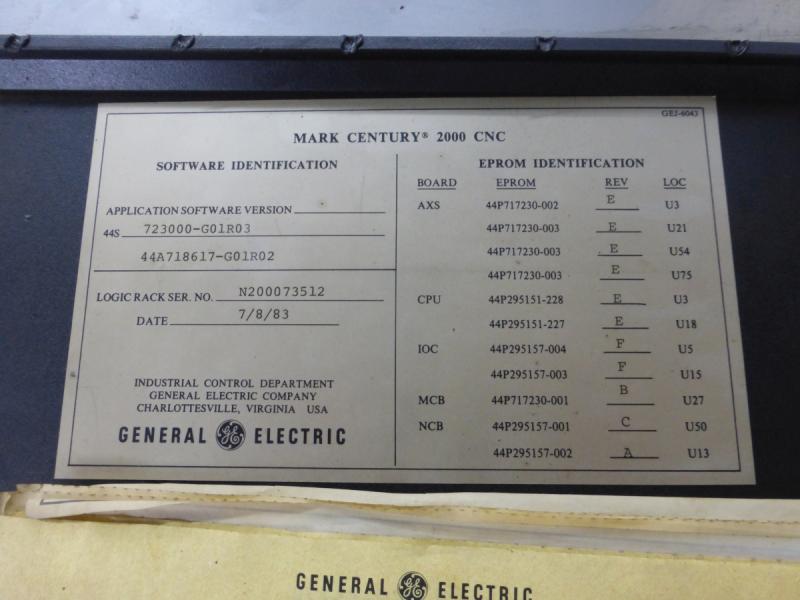 GEJ-6043
MARK CENTURY® 2000 CNC
SOFTWARE IDENTIFICATION
APPLICATION SOFTWARE VERSION
44S 723000-G01R03
44A718617-G01R02
LOGIC RACK SER. NO. N200073512
DATE 7/8/83
INDUSTRIAL CONTROL DEPARTMENT
GENERAL ELECTRIC COMPANY
CHARLOTTESVILLE, VIRGINIA USA
GENERAL GE ELECTRIC
EPROM IDENTIFICATION
BOARD EPROM REV LOC
AXS 44P717230-002 E U3
44P717230-003 E U21
44P717230-003 E U54
44P717230-003 E U75
CPU 44P295151-228 E U3
44P295151-227 E U18
IOC 44P295157-004 F U5
44P295157-003 F U15
MCB 44P717230-001 B U27
NCB 44P295157-001 C U50
44P295157-002 A U13
GENERAL GE ELECTRIC